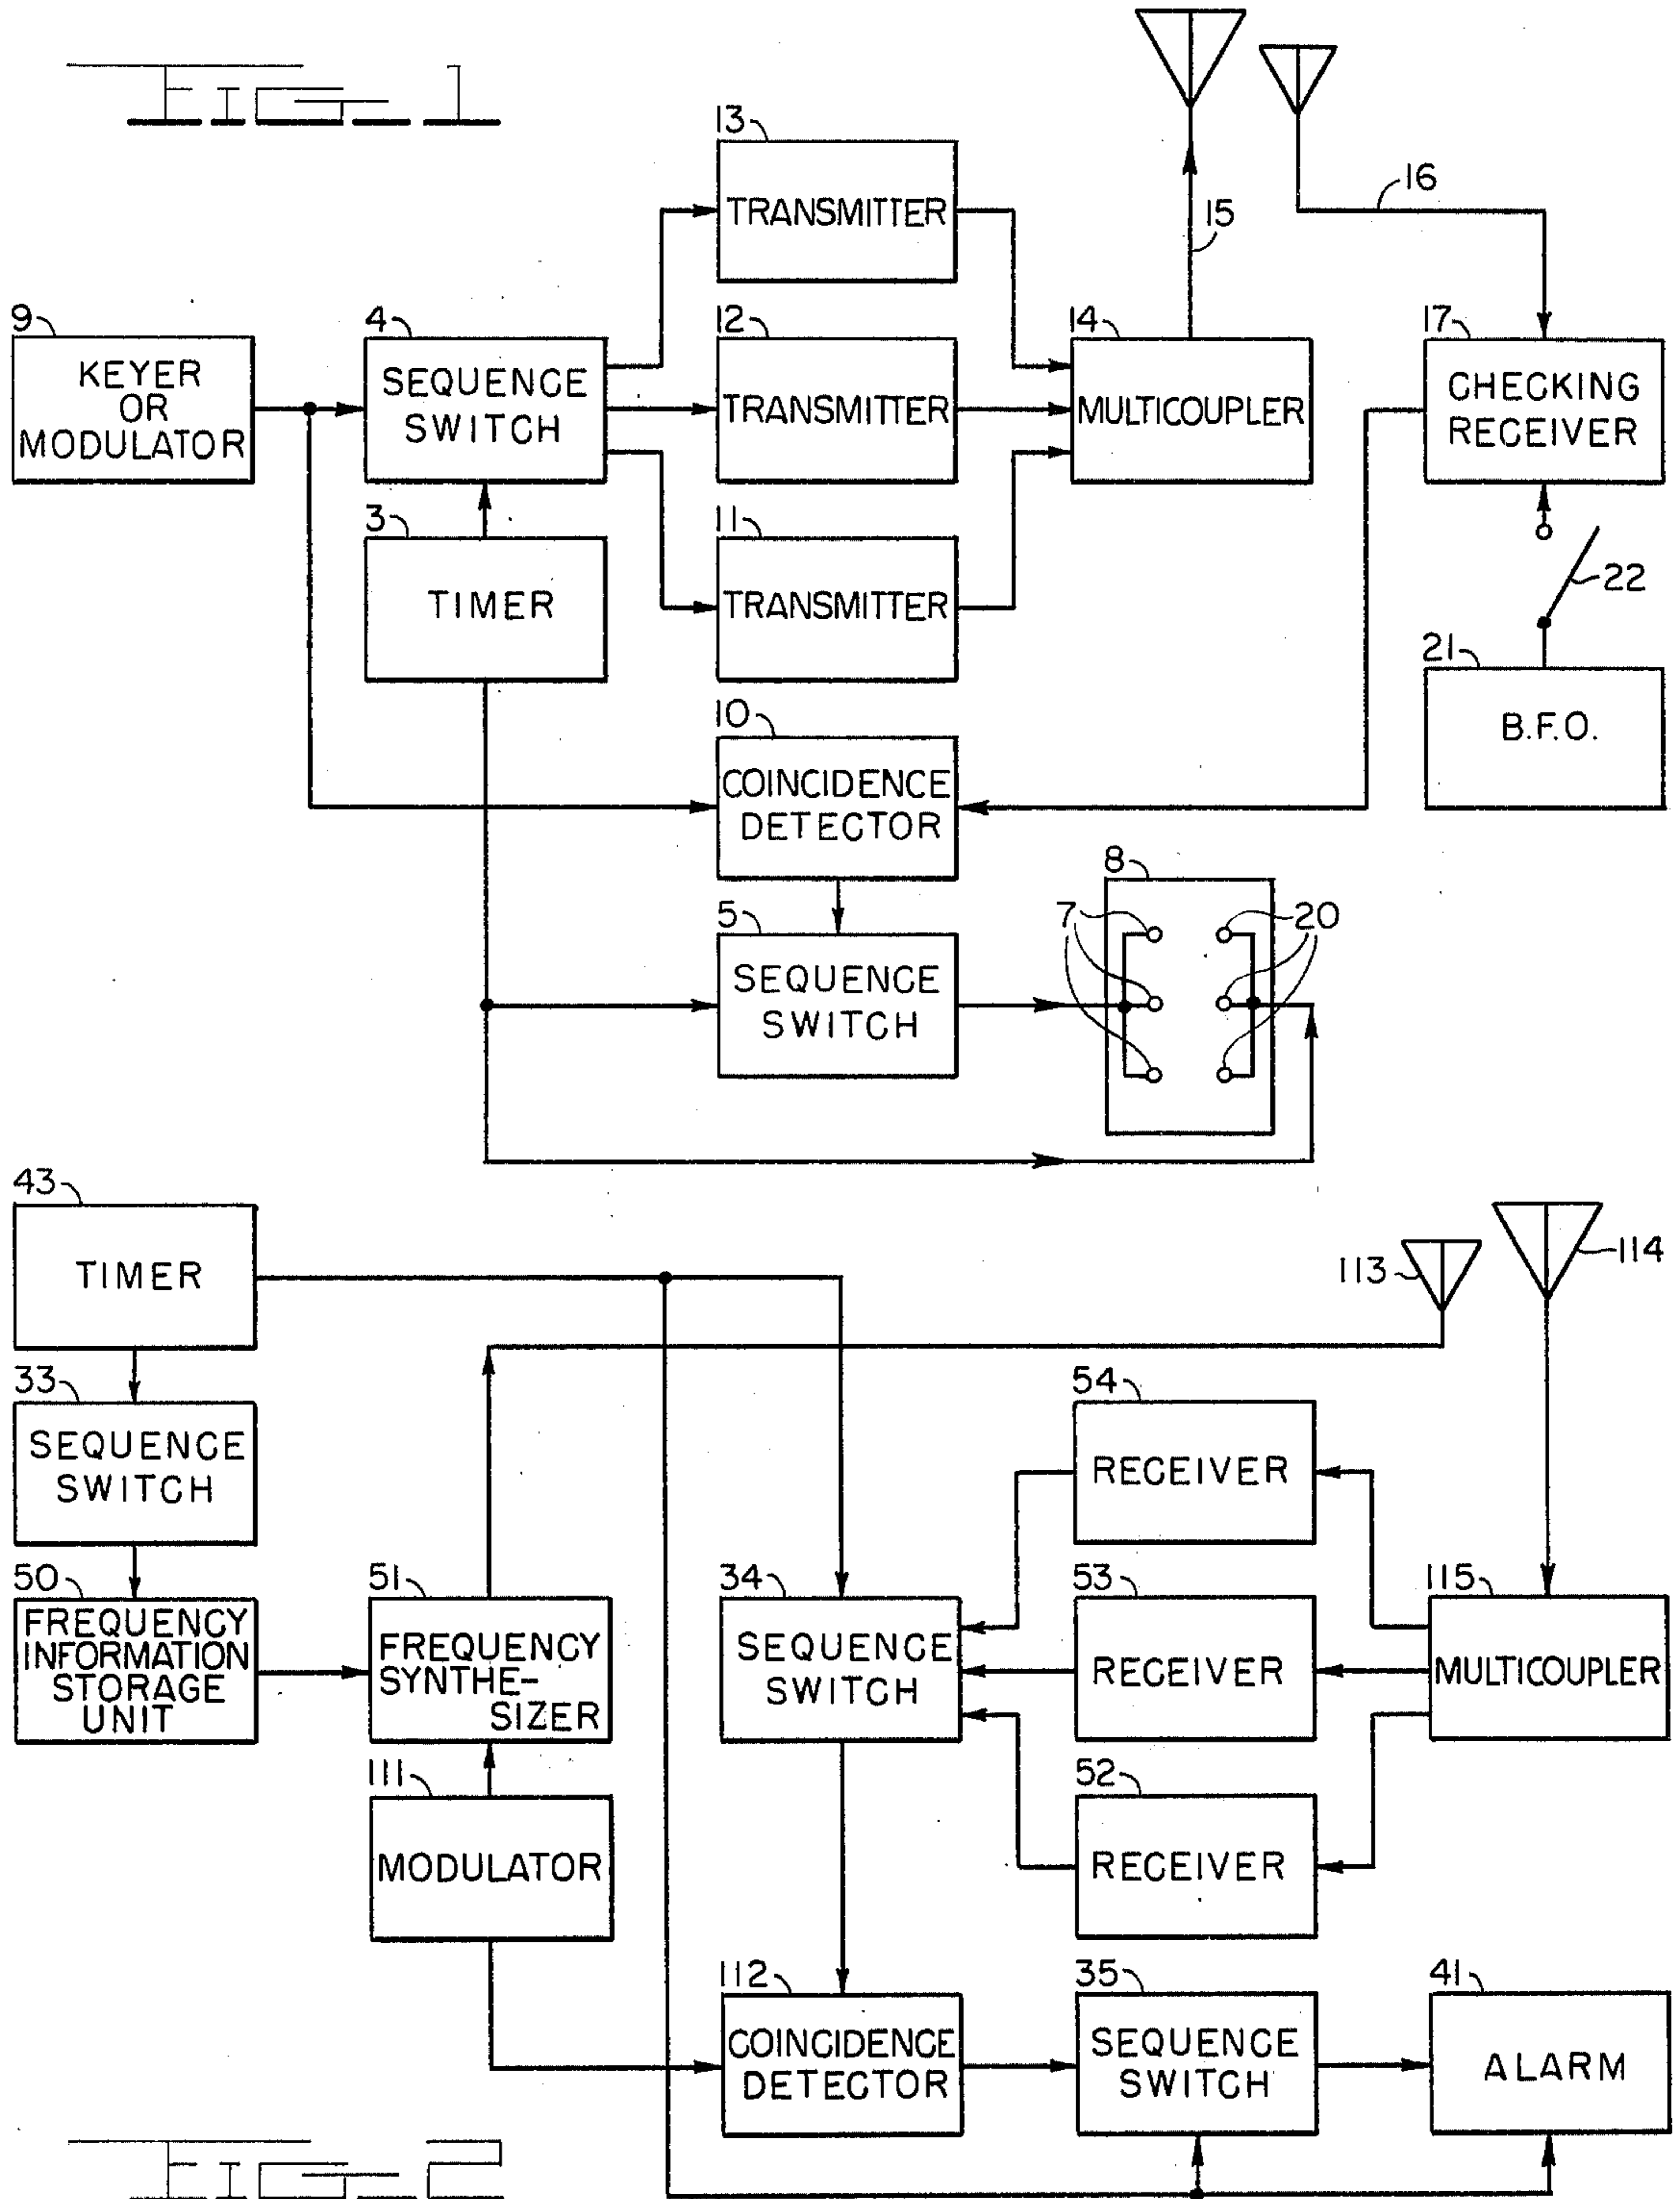 FIG-1
13
TRANSMITTER
15
16
9
KEYER
OR
MODULATOR
4
SEQUENCE
SWITCH
12
TRANSMITTER
14
MULTICOUPLER
17
CHECKING
RECEIVER
3
TIMER
11
TRANSMITTER
22
21
B.F.O.
10
COINCIDENCE
DETECTOR
8
7
20
5
SEQUENCE
SWITCH
43
TIMER
113
114
33
SEQUENCE
SWITCH
54
RECEIVER
50
FREQUENCY
INFORMATION
STORAGE
UNIT
51
FREQUENCY
SYNTHE-
SIZER
34
SEQUENCE
SWITCH
53
RECEIVER
115
MULTICOUPLER
111
MODULATOR
52
RECEIVER
112
COINCIDENCE
DETECTOR
35
SEQUENCE
SWITCH
41
ALARM
FIG-2